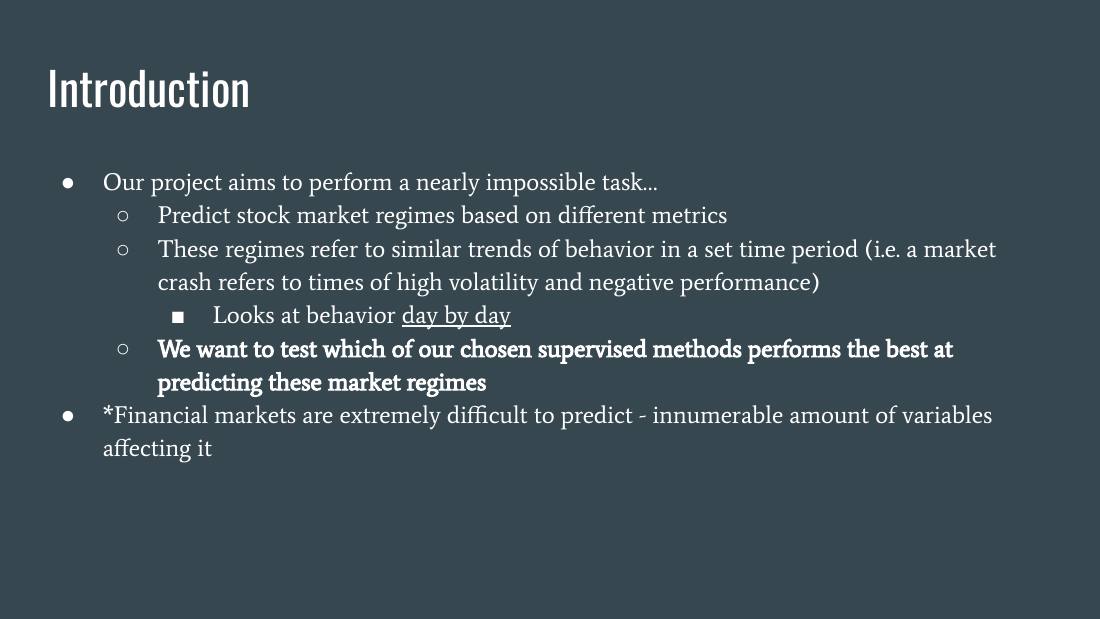 Introduction
● Our project aims to perform a nearly impossible task...
○ Predict stock market regimes based on different metrics
○ These regimes refer to similar trends of behavior in a set time period (i.e. a market
crash refers to times of high volatility and negative performance)
■ Looks at behavior day by day
○ We want to test which of our chosen supervised methods performs the best at
predicting these market regimes
● *Financial markets are extremely difficult to predict - innumerable amount of variables
affecting it